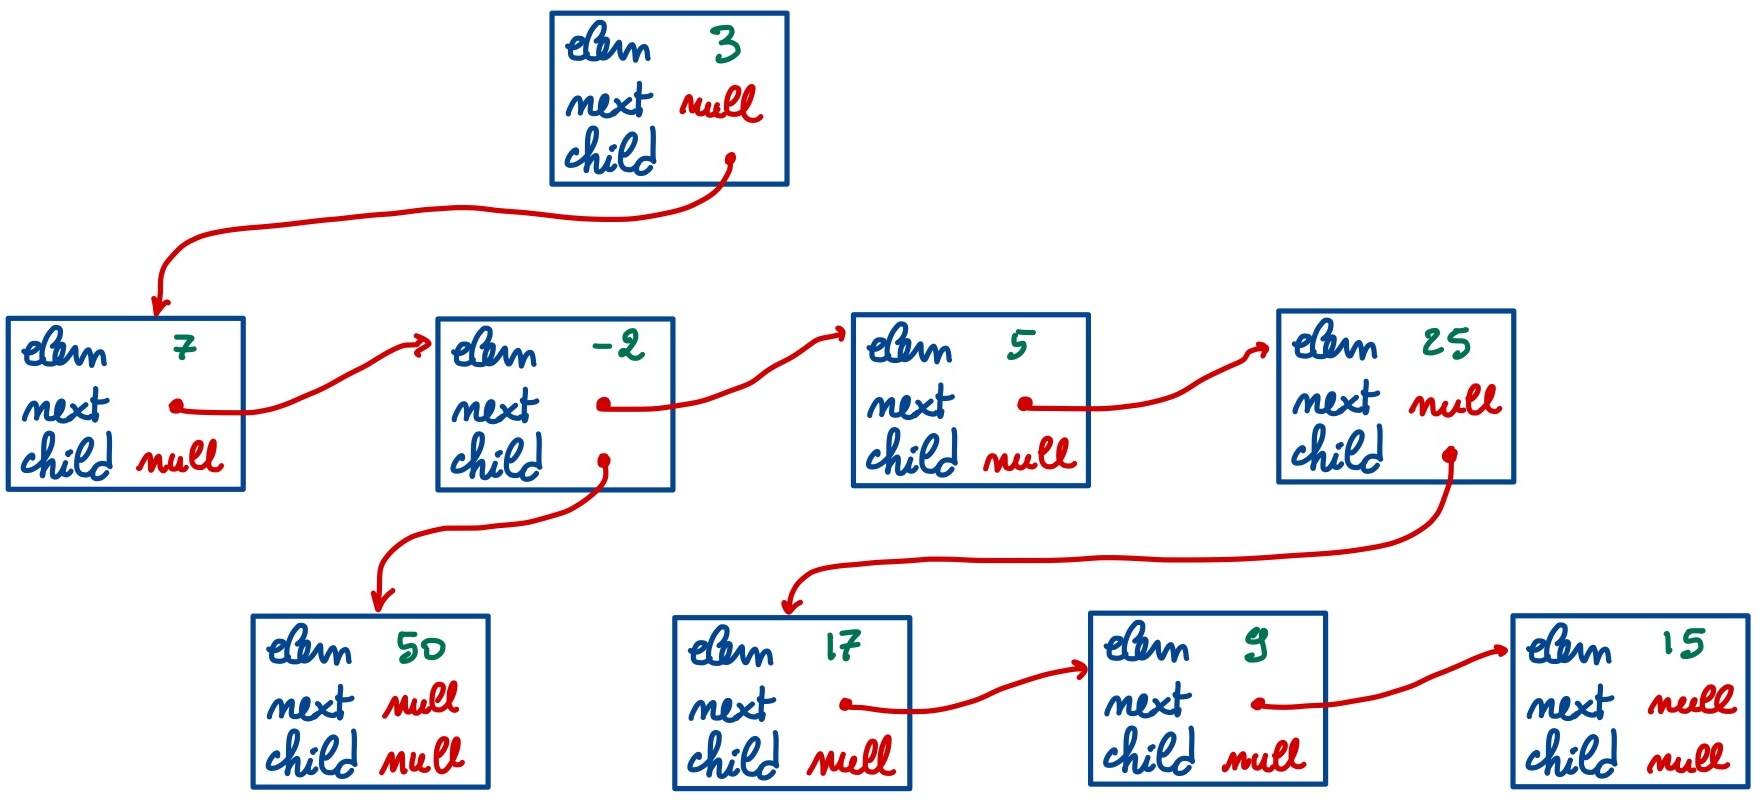 elem 3
next null
child
elem 7
next
child null
elem -2
next
child
elem 5
next
child null
elem 25
next null
child
elem 50
next null
child null
elem 17
next
child null
elem 9
next
child null
elem 15
next null
child null